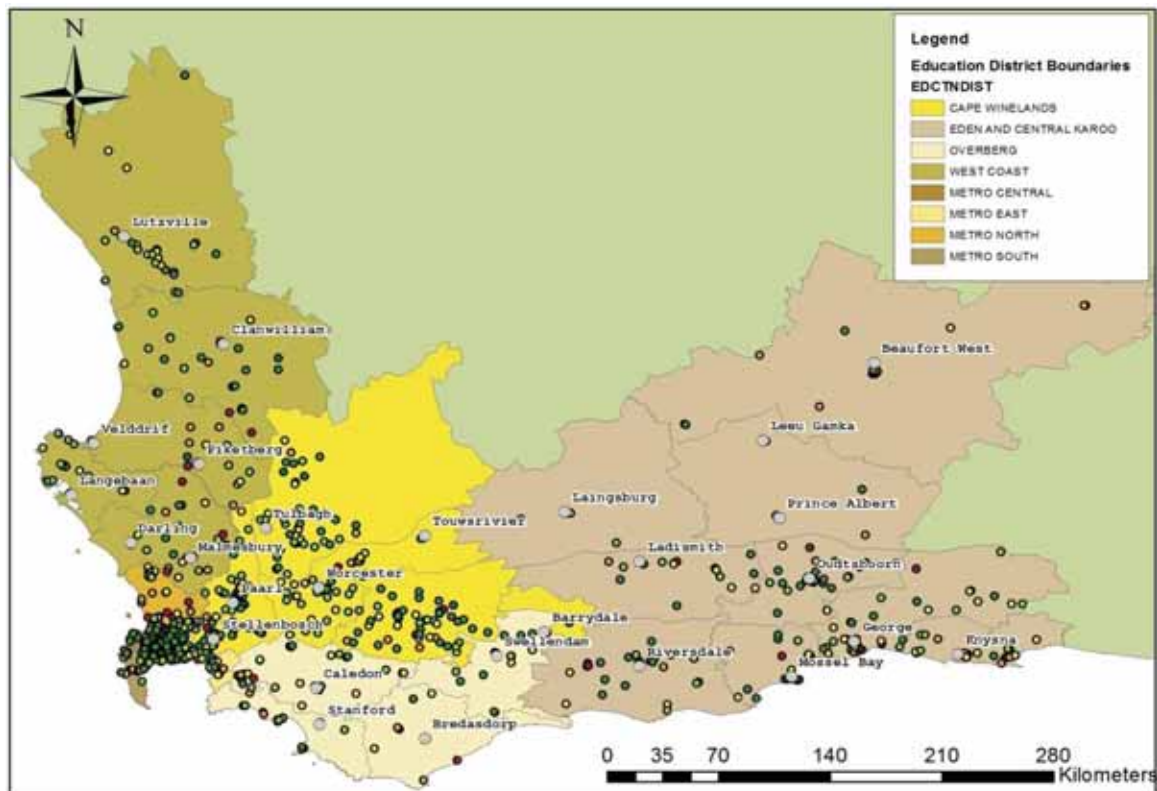 N
Legend
Education District Boundaries
EDCTNDIST
CAPE WINELANDS
EDEN AND CENTRAL KAROO
OVERBERG
WEST COAST
METRO CENTRAL
METRO EAST
METRO NORTH
METRO SOUTH
Lutzville
Clanwilliam
Beaufort West
Velddrif
Leeu Gamka
Piketberg
Langebaan
Laingsburg
Prince Albert
Tulbagh
Touwsrivier
Darling
Malmesbury
Ladismith
Oudtshoorn
Worcester
Paarl
Barrydale
Stellenbosch
George
Swellendam
Knysna
Riversdale
Mossel Bay
Caledon
Stanford
Bredasdorp
0 35 70 140 210 280
Kilometers